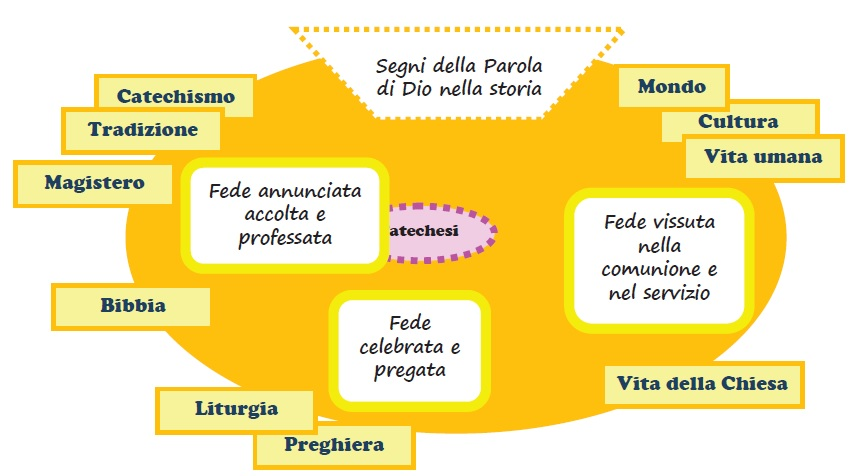 Segni della Parola
di Dio nella storia
Catechismo
Tradizione
Magistero
Mondo
Cultura
Vita umana
Fede annunciata
accolta e
professata
atechesi
Fede vissuta
nella
comunione e
nel servizio
Bibbia
Fede
celebrata e
pregata
Vita della Chiesa
Liturgia
Preghiera